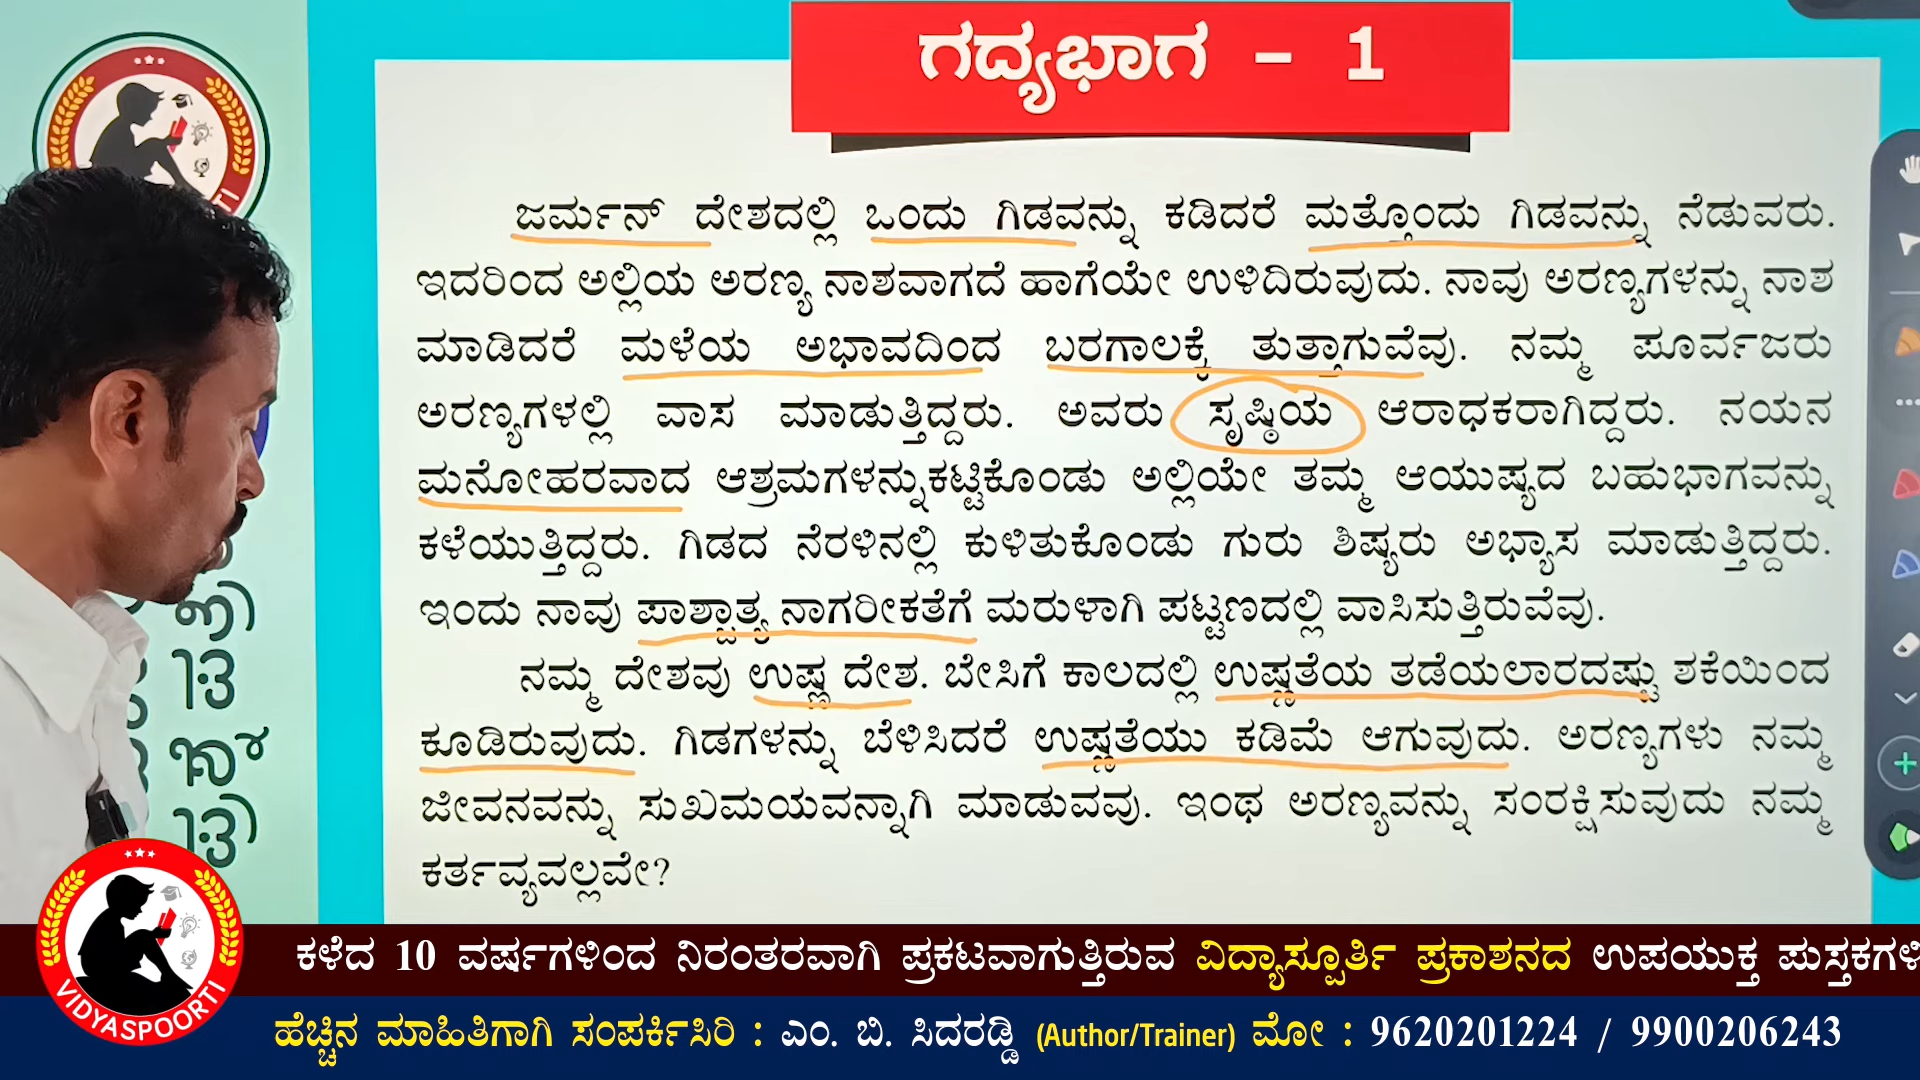 ಗದ್ಯಭಾಗ - 1
ಜರ್ಮನ್ ದೇಶದಲ್ಲಿ ಒಂದು ಗಿಡವನ್ನು ಕಡಿದರೆ ಮತ್ತೊಂದು ಗಿಡವನ್ನು ನೆಡುವರು.
ಇದರಿಂದ ಅಲ್ಲಿಯ ಅರಣ್ಯ ನಾಶವಾಗದೆ ಹಾಗೆಯೇ ಉಳಿದಿರುವುದು. ನಾವು ಅರಣ್ಯಗಳನ್ನು ನಾಶ
ಮಾಡಿದರೆ ಮಳೆಯ ಅಭಾವದಿಂದ ಬರಗಾಲಕ್ಕೆ ತುತ್ತಾಗುವೆವು. ನಮ್ಮ ಪೂರ್ವಜರು
ಅರಣ್ಯಗಳಲ್ಲಿ ವಾಸ ಮಾಡುತ್ತಿದ್ದರು. ಅವರು ಸೃಷ್ಠಿಯ ಆರಾಧಕರಾಗಿದ್ದರು. ನಯನ
ಮನೋಹರವಾದ ಆಶ್ರಮಗಳನ್ನುಕಟ್ಟಿಕೊಂಡು ಅಲ್ಲಿಯೇ ತಮ್ಮ ಆಯುಷ್ಯದ ಬಹುಭಾಗವನ್ನು
ಕಳೆಯುತ್ತಿದ್ದರು. ಗಿಡದ ನೆರಳಿನಲ್ಲಿ ಕುಳಿತುಕೊಂಡು ಗುರು ಶಿಷ್ಯರು ಅಭ್ಯಾಸ ಮಾಡುತ್ತಿದ್ದರು.
ಇಂದು ನಾವು ಪಾಶ್ಚಾತ್ಯ ನಾಗರೀಕತೆಗೆ ಮರುಳಾಗಿ ಪಟ್ಟಣದಲ್ಲಿ ವಾಸಿಸುತ್ತಿರುವೆವು.
ನಮ್ಮ ದೇಶವು ಉಷ್ಣ ದೇಶ. ಬೇಸಿಗೆ ಕಾಲದಲ್ಲಿ ಉಷ್ಣತೆಯ ತಡೆಯಲಾರದಷ್ಟು ಶಕೆಯಿಂದ
ಕೂಡಿರುವುದು. ಗಿಡಗಳನ್ನು ಬೆಳಿಸಿದರೆ ಉಷ್ಣತೆಯು ಕಡಿಮೆ ಆಗುವುದು. ಅರಣ್ಯಗಳು ನಮ್ಮ
ಜೀವನವನ್ನು ಸುಖಮಯವನ್ನಾಗಿ ಮಾಡುವವು. ಇಂಥ ಅರಣ್ಯವನ್ನು ಸಂರಕ್ಷಿಸುವುದು ನಮ್ಮ
ಕರ್ತವ್ಯವಲ್ಲವೇ?
ಕಳೆದ 10 ವರ್ಷಗಳಿಂದ ನಿರಂತರವಾಗಿ ಪ್ರಕಟವಾಗುತ್ತಿರುವ ವಿದ್ಯಾಸ್ಪೂರ್ತಿ ಪ್ರಕಾಶನದ ಉಪಯುಕ್ತ ಪುಸ್ತಕಗಳಿ
VIDYASPOORTI
ಹೆಚ್ಚಿನ ಮಾಹಿತಿಗಾಗಿ ಸಂಪರ್ಕಿಸಿರಿ : ಎಂ. ಬಿ. ಸಿದರಡ್ಡಿ (Author/Trainer) ಮೋ : 9620201224 / 9900206243